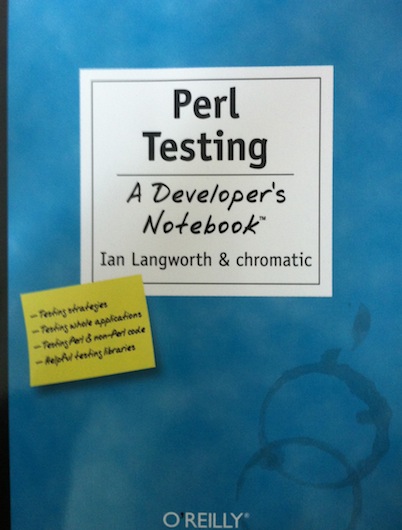 Perl
Testing
A Developer's
Notebook™
Ian Langworth & chromatic
– Testing strategies
– Testing whole applications
– Testing Perl & non-Perl code
– Helpful testing libraries
O'REILLY®